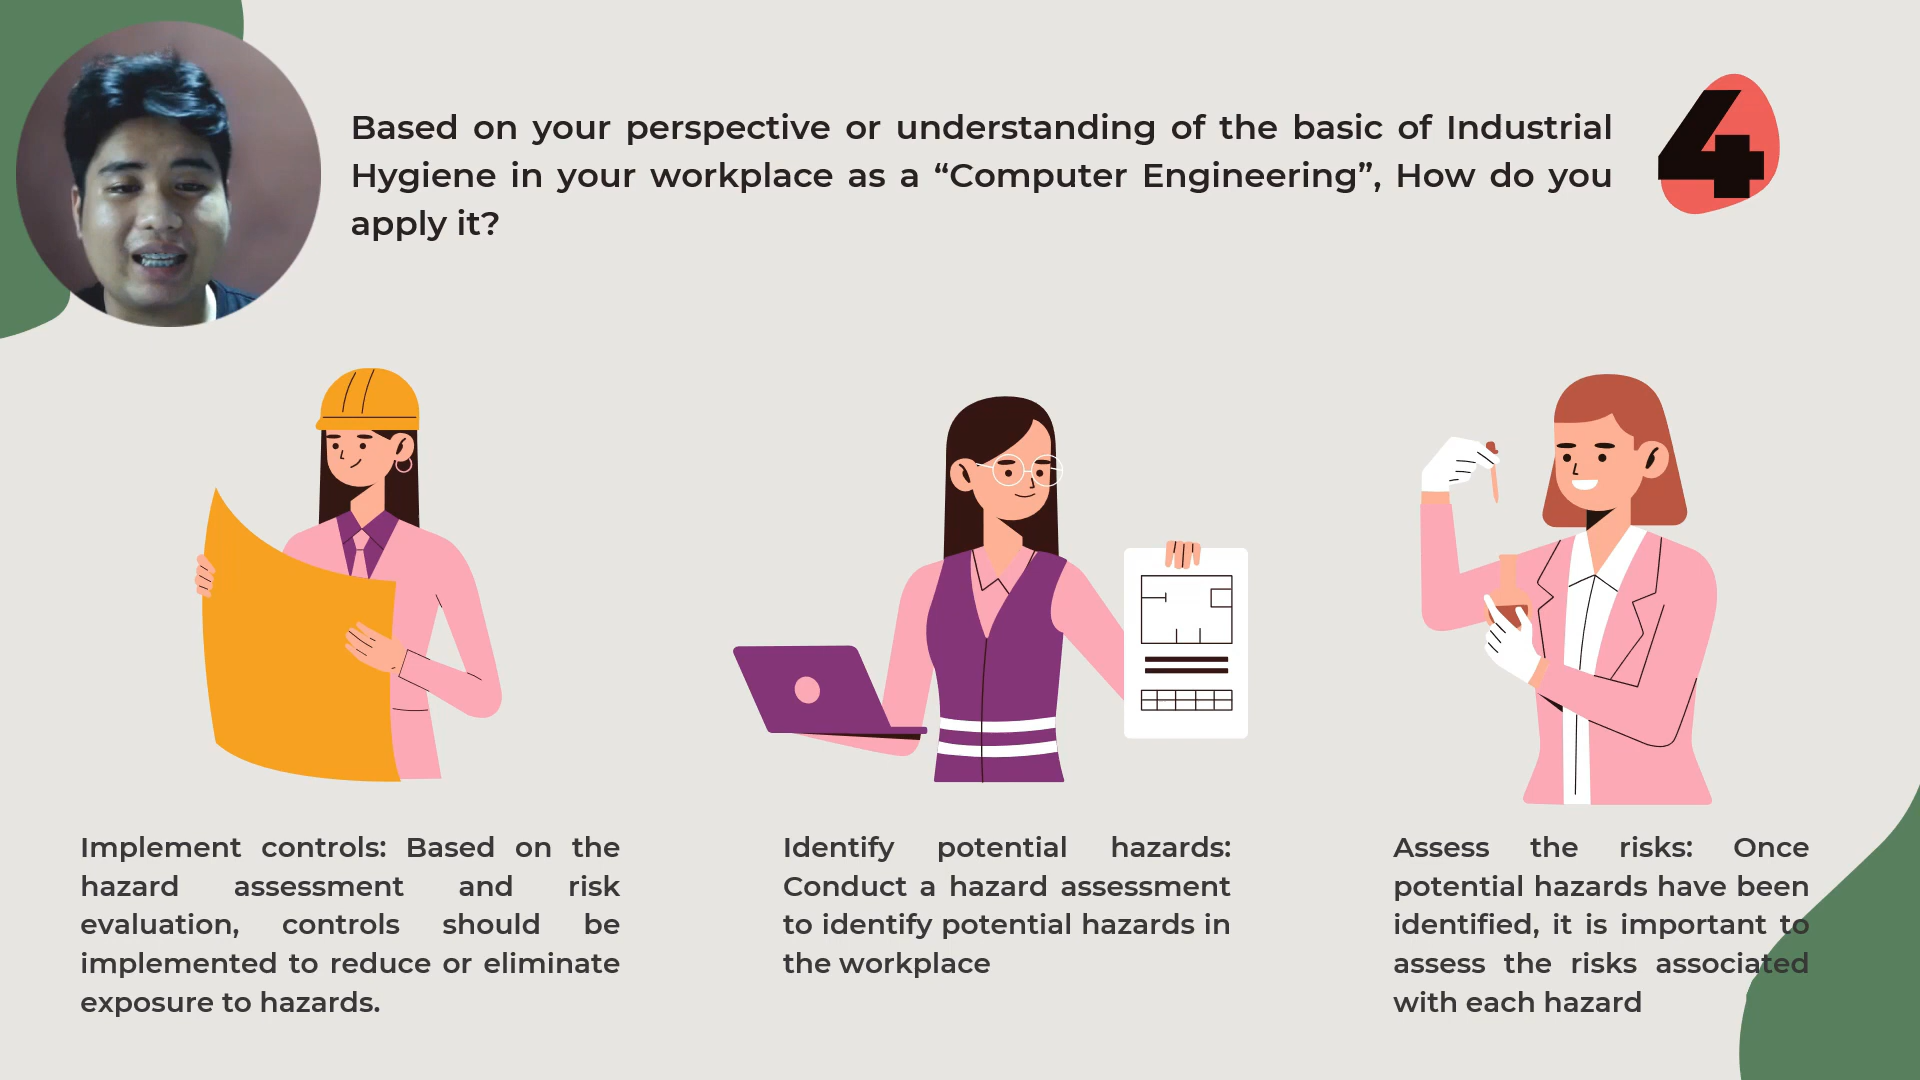 Based on your perspective or understanding of the basic of Industrial
Hygiene in your workplace as a “Computer Engineering”, How do you
apply it?
4
Implement controls: Based on the
hazard assessment and risk
evaluation, controls should be
implemented to reduce or eliminate
exposure to hazards.
Identify potential hazards:
Conduct a hazard assessment
to identify potential hazards in
the workplace
Assess the risks: Once
potential hazards have been
identified, it is important to
assess the risks associated
with each hazard